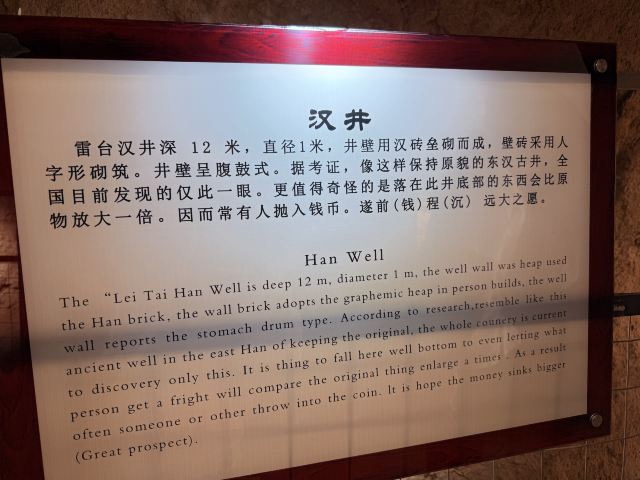 汉井
雷台汉井深 12 米，直径1米，井壁用汉砖垒砌而成，壁砖采用人
字形砌筑。井壁呈腹鼓式。据考证，像这样保持原貌的东汉古井，全
国目前发现的仅此一眼。更值得奇怪的是落在此井底部的东西会比原
物放大一倍。因而常有人抛入钱币。遂前(钱)程(沉) 远大之愿。
Han Well
The “Lei Tai Han Well is deep 12 m, diameter 1 m, the well wall was heap used
the Han brick, the wall brick adopts the graphemic heap in person builds, the well
wall reports the stomach drum type. According to research,resemble like this
ancient well in the east Han of keeping the original, the whole counery is current
to discovery only this. It is thing to fall here well bottom to even letting what
person get a fright will compare the original thing enlarge a times . As a result
often someone or other throw into the coin. It is hope the money sinks bigger
(Great prospect).